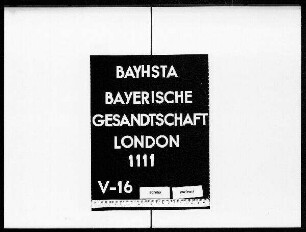 BAYHSTA
BAYERISCHE
GESANDTSCHAFT
LONDON
1111
V-16